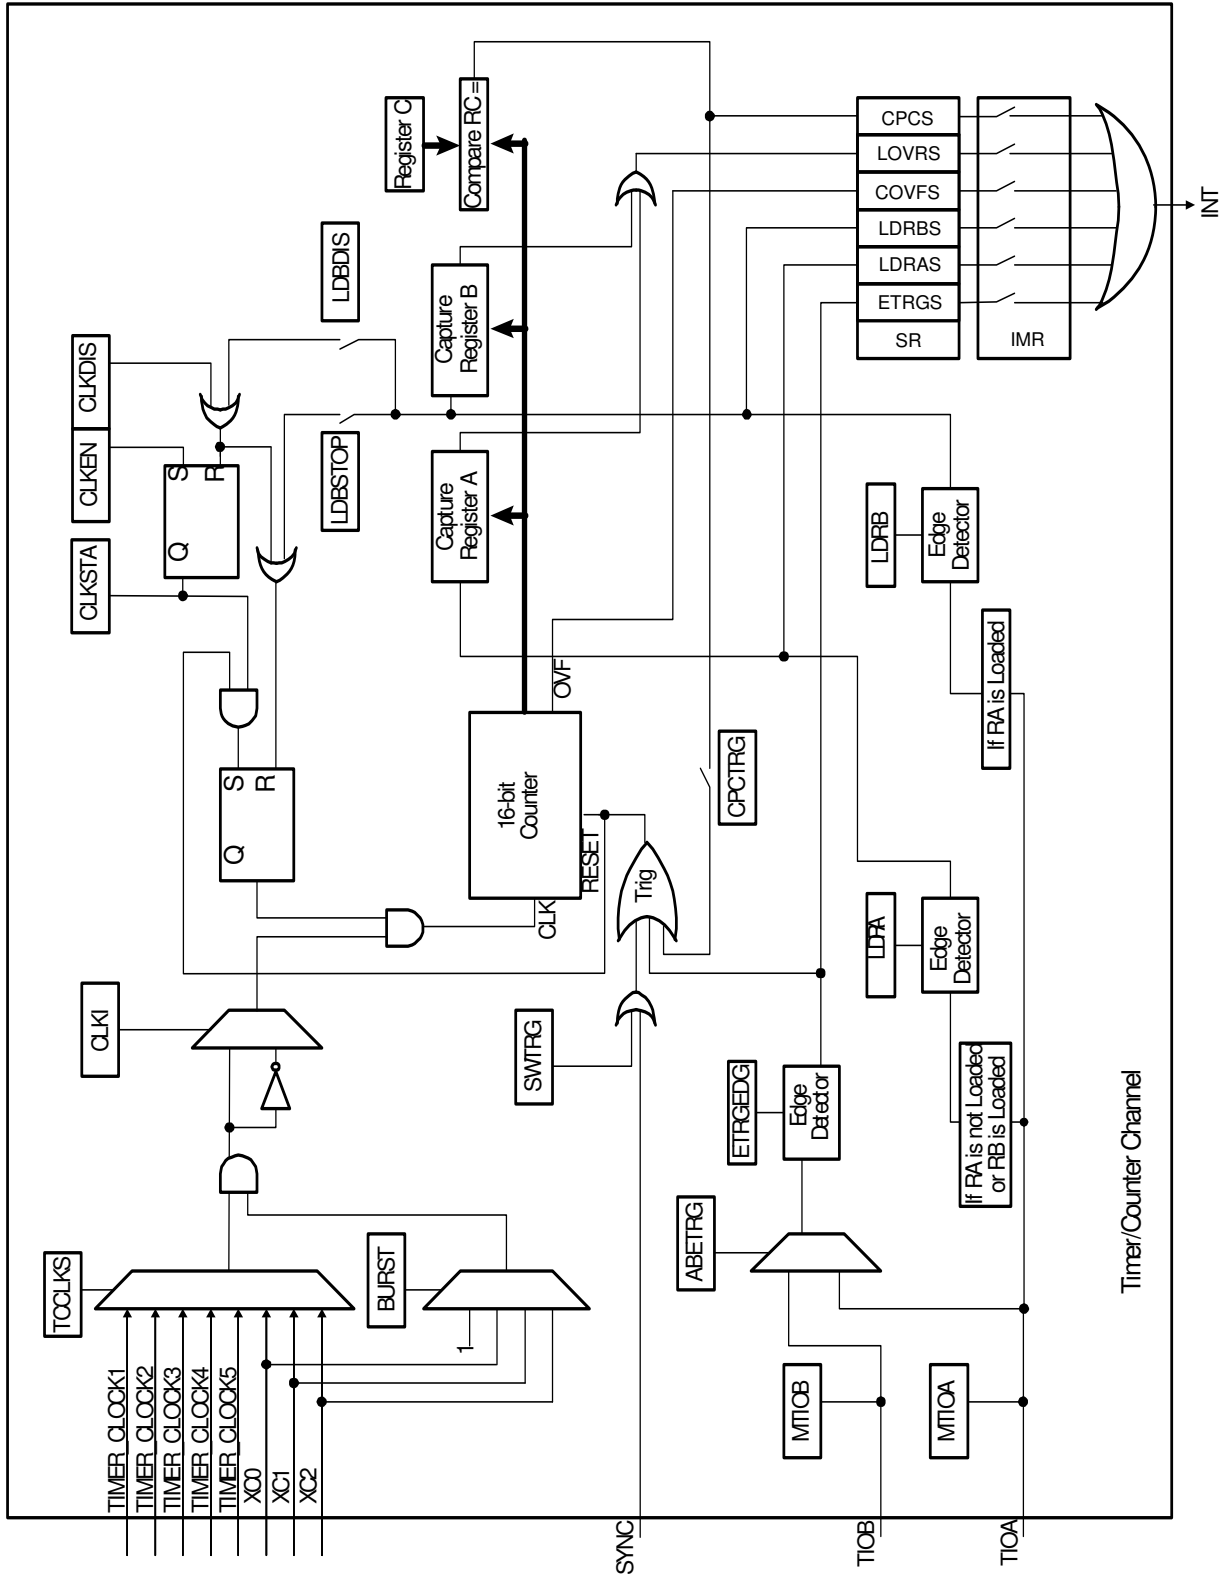 TCCLKS
TIMER_CLOCK1
TIMER_CLOCK2
TIMER_CLOCK3
TIMER_CLOCK4
TIMER_CLOCK5
XC0
XC1
XC2
BURST
1
CLKI
CLKSTA
CLKEN
CLKDIS
Q
S
R
Q
S
R
LDBSTOP
LDBDIS
Register C
Capture
Register A
Capture
Register B
Compare RC =
16-bit
Counter
CLK
OVF
RESET
SYNC
SWTRG
Trig
CPCTRG
TIOB
MTIOB
ABETRG
ETRGEDG
Edge
Detector
TIOA
MTIOA
If RA is not Loaded
or RB is Loaded
LDRA
Edge
Detector
If RA is Loaded
LDRB
Edge
Detector
CPCS
LOVRS
COVFS
LDRBS
LDRAS
ETRGS
SR
IMR
INT
Timer/Counter Channel